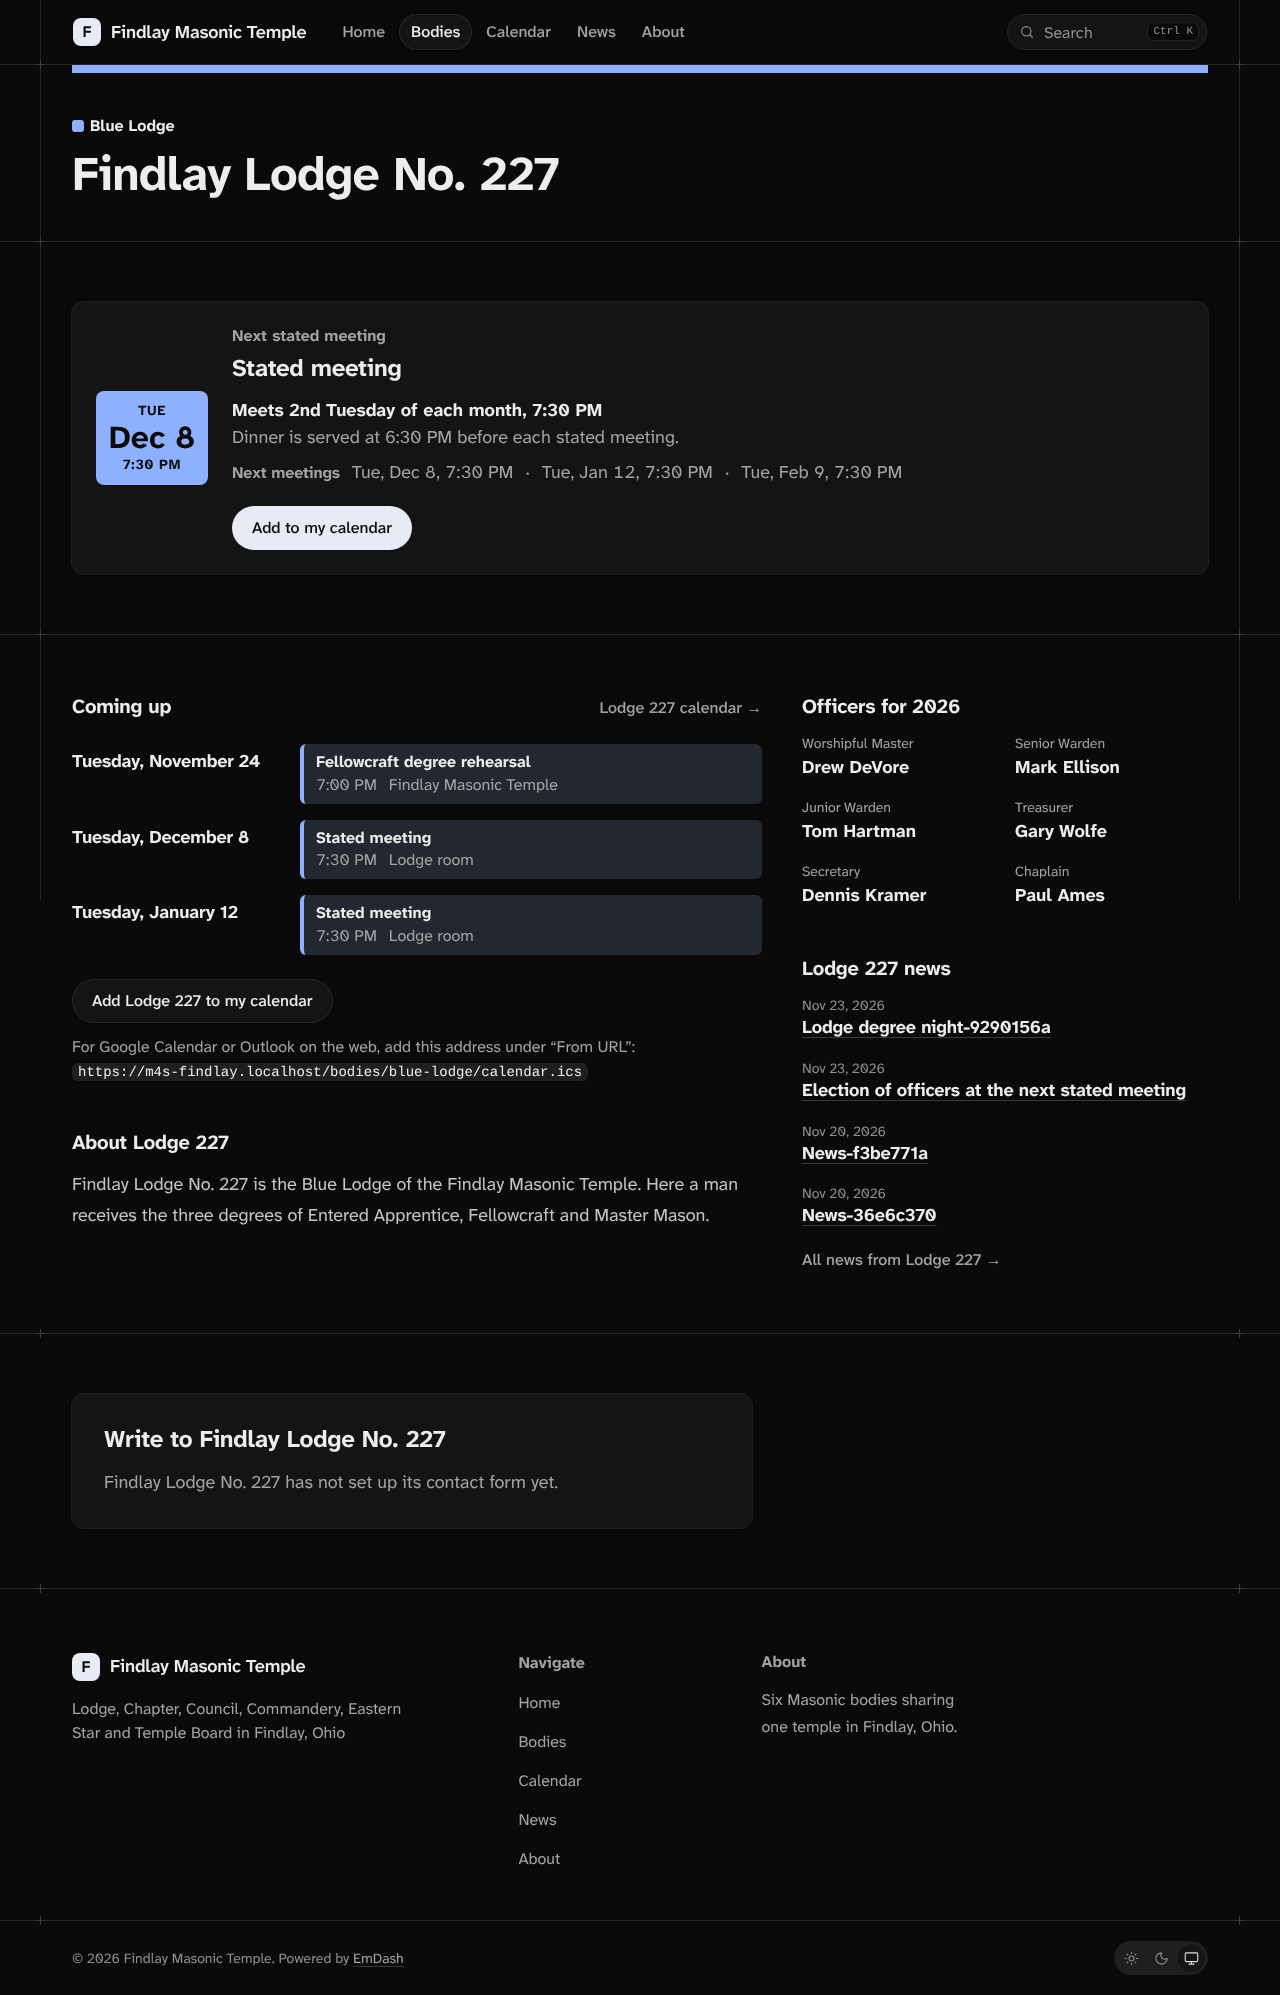 F Findlay Masonic Temple Home Bodies Calendar News About Search Ctrl K
Blue Lodge
Findlay Lodge No. 227
Next stated meeting
Stated meeting
TUE
Dec 8
7:30 PM
Meets 2nd Tuesday of each month, 7:30 PM
Dinner is served at 6:30 PM before each stated meeting.
Next meetings Tue, Dec 8, 7:30 PM · Tue, Jan 12, 7:30 PM · Tue, Feb 9, 7:30 PM
Add to my calendar
Coming up
Lodge 227 calendar →
Tuesday, November 24
Fellowcraft degree rehearsal
7:00 PM Findlay Masonic Temple
Tuesday, December 8
Stated meeting
7:30 PM Lodge room
Tuesday, January 12
Stated meeting
7:30 PM Lodge room
Add Lodge 227 to my calendar
For Google Calendar or Outlook on the web, add this address under “From URL”:
https://m4s-findlay.localhost/bodies/blue-lodge/calendar.ics
About Lodge 227
Findlay Lodge No. 227 is the Blue Lodge of the Findlay Masonic Temple. Here a man
receives the three degrees of Entered Apprentice, Fellowcraft and Master Mason.
Officers for 2026
Worshipful Master
Drew DeVore
Senior Warden
Mark Ellison
Junior Warden
Tom Hartman
Treasurer
Gary Wolfe
Secretary
Dennis Kramer
Chaplain
Paul Ames
Lodge 227 news
Nov 23, 2026
Lodge degree night-9290156a
Nov 23, 2026
Election of officers at the next stated meeting
Nov 20, 2026
News-f3be771a
Nov 20, 2026
News-36e6c370
All news from Lodge 227 →
Write to Findlay Lodge No. 227
Findlay Lodge No. 227 has not set up its contact form yet.
F Findlay Masonic Temple
Lodge, Chapter, Council, Commandery, Eastern
Star and Temple Board in Findlay, Ohio
Navigate
Home
Bodies
Calendar
News
About
About
Six Masonic bodies sharing
one temple in Findlay, Ohio.
© 2026 Findlay Masonic Temple. Powered by EmDash